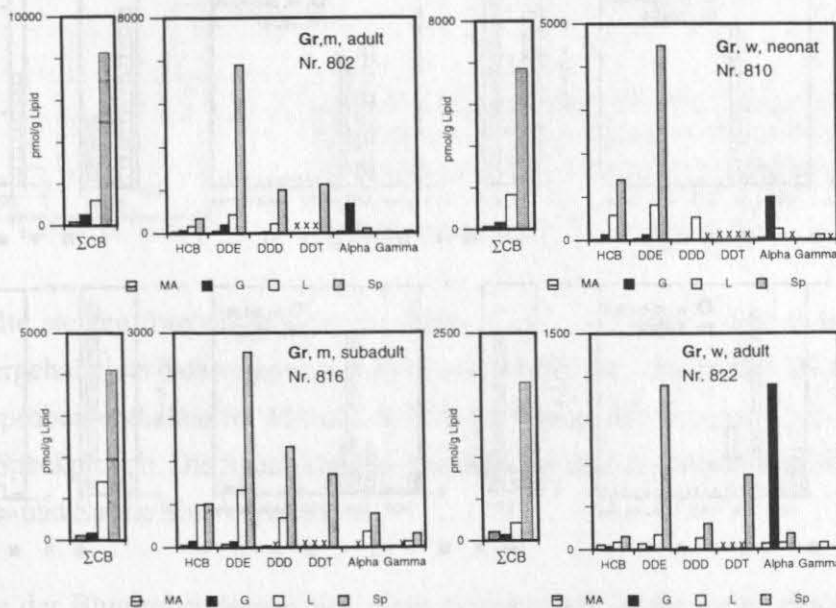 10000
0
pmol/g Lipid
ΣCB
8000
0
Gr,m, adult
Nr. 802
x x x
HCB DDE DDD DDT Alpha Gamma
MA G L Sp
8000
0
pmol/g Lipid
ΣCB
5000
0
Gr, w, neonat
Nr. 810
HCB DDE DDD DDT Alpha Gamma
MA G L Sp
5000
0
pmol/g Lipid
ΣCB
3000
0
Gr, m, subadult
Nr. 816
HCB DDE DDD DDT Alpha Gamma
MA G L Sp
2500
0
pmol/g Lipid
ΣCB
1500
0
Gr, w, adult
Nr. 822
HCB DDE DDD DDT Alpha Gamma
MA G L Sp